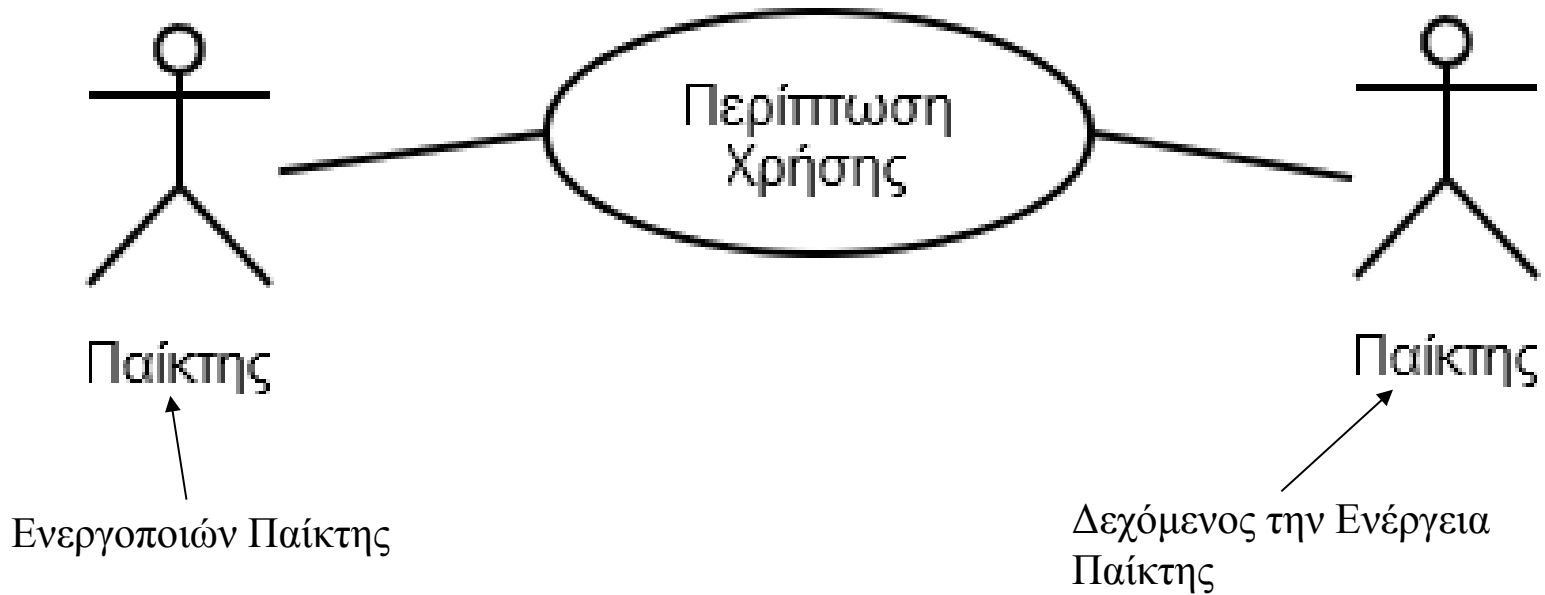 Περίπτωση
Χρήσης
Παίκτης
Παίκτης
Ενεργοποιών Παίκτης
Δεχόμενος την Ενέργεια
Παίκτης